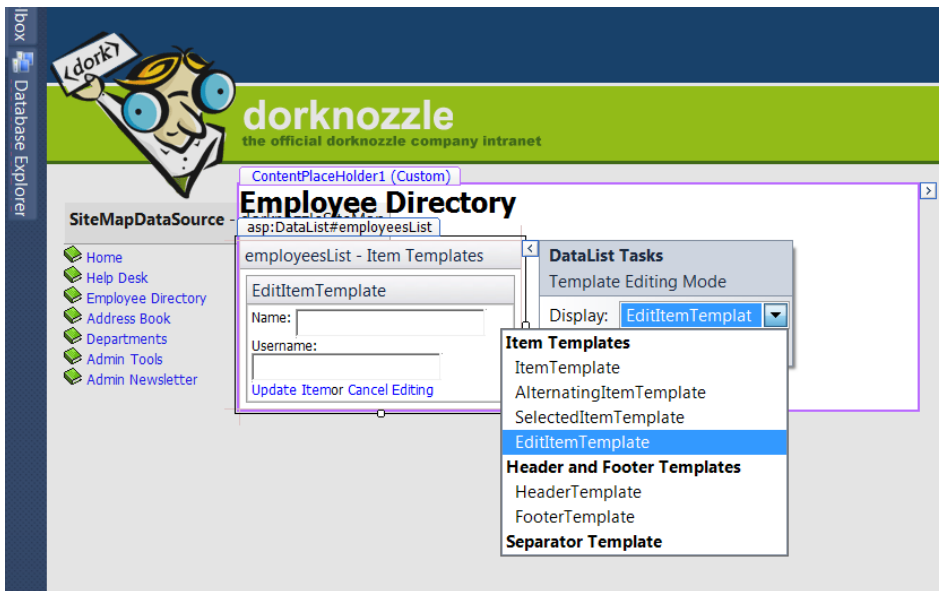 lbox
Database Explorer
<dork>
dorknozzle
the official dorknozzle company intranet
ContentPlaceHolder1 (Custom)
Employee Directory
SiteMapDataSource -
asp:DataList#employeesList
Home
Help Desk
Employee Directory
Address Book
Departments
Admin Tools
Admin Newsletter
employeesList - Item Templates
EditItemTemplate
Name:
Username:
Update Itemor Cancel Editing
DataList Tasks
Template Editing Mode
Display: EditItemTemplat
Item Templates
ItemTemplate
AlternatingItemTemplate
SelectedItemTemplate
EditItemTemplate
Header and Footer Templates
HeaderTemplate
FooterTemplate
Separator Template